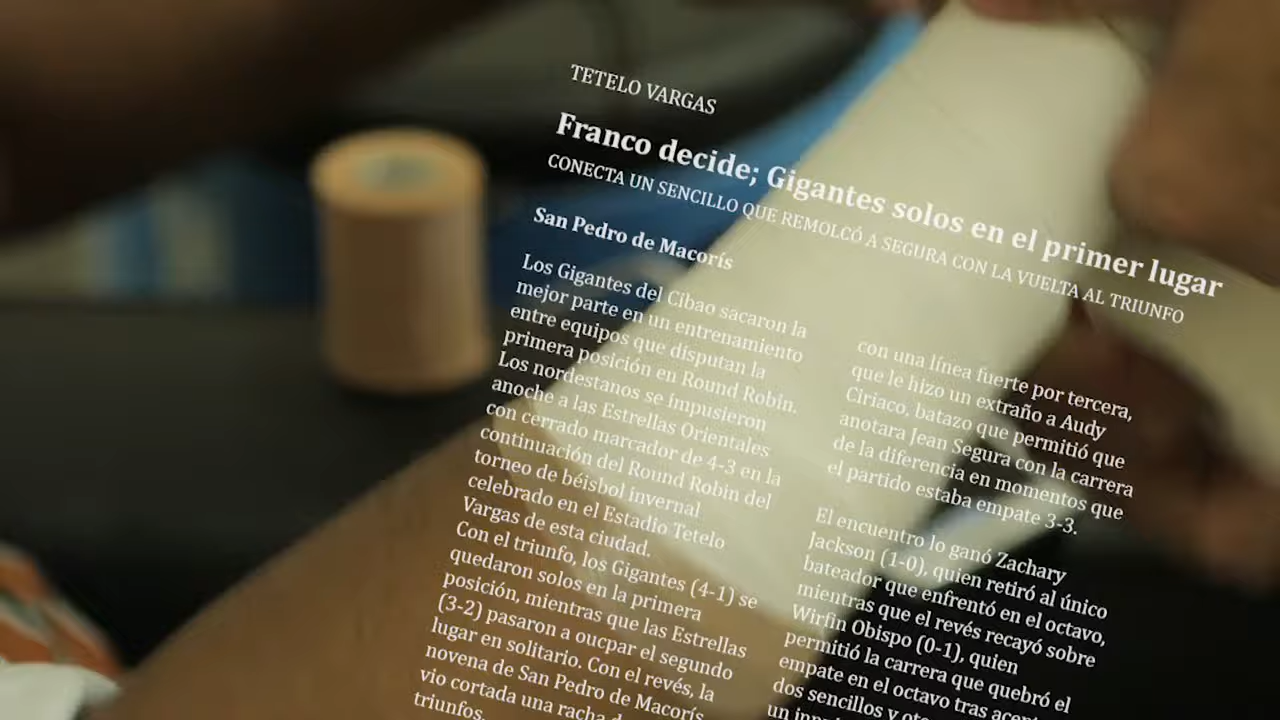 TETELO VARGAS
Franco decide; Gigantes solos en el primer lugar
CONECTA UN SENCILLO QUE REMOLCÓ A SEGURA CON LA VUELTA AL TRIUNFO
San Pedro de Macorís
Los Gigantes del Cibao sacaron la
mejor parte en un entrenamiento
entre equipos que disputan la
primera posición en Round Robin.
Los nordestanos se impusieron
anoche a las Estrellas Orientales
con cerrado marcador de 4-3 en la
continuación del Round Robin del
torneo de béisbol invernal
celebrado en el Estadio Tetelo
Vargas de esta ciudad.
Con el triunfo, los Gigantes (4-1) se
quedaron solos en la primera
posición, mientras que las Estrellas
(3-2) pasaron a oucpar el segundo
lugar en solitario. Con el revés, la
novena de San Pedro de Macorís
vio cortada una racha d
triunfos.
con una línea fuerte por tercera,
que le hizo un extraño a Audy
Ciriaco, batazo que permitió que
anotara Jean Segura con la carrera
de la diferencia en momentos que
el partido estaba empate 3-3.
El encuentro lo ganó Zachary
Jackson (1-0), quien retiró al único
bateador que enfrentó en el octavo,
mientras que el revés recayó sobre
Wirfin Obispo (0-1), quien
permitió la carrera que quebró el
empate en el octavo tras
dos sencillos y
un